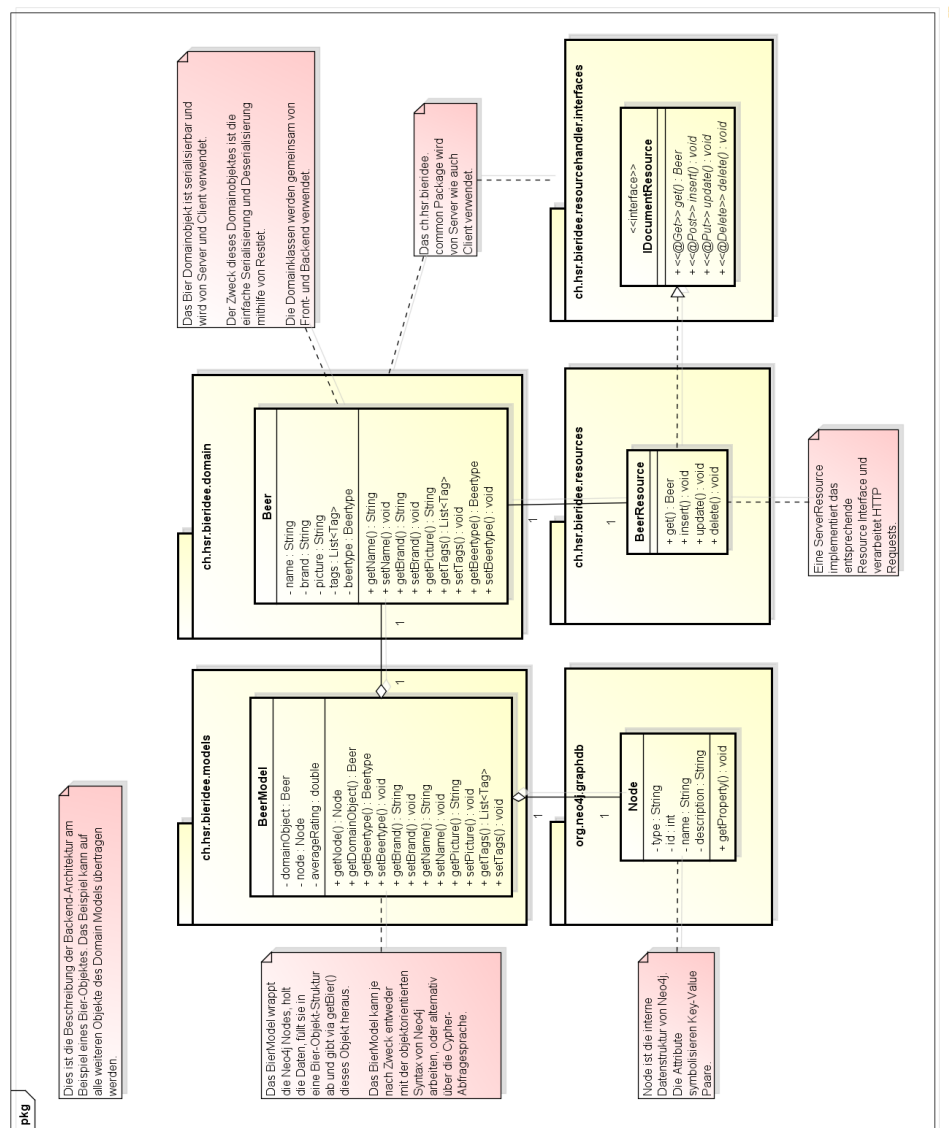 pkg
Dies ist die Beschreibung der Backend-Architektur am
Beispiel eines Bier-Objektes. Das Beispiel kann auf
alle weiteren Objekte des Domain Models übertragen
werden.
Das BierModel wrappt
die Neo4j Nodes, holt
die Daten, füllt sie in
eine Bier-Objekt-Struktur
ab und gibt via getBier()
dieses Objekt heraus.
Das BierModel kann je
nach Zweck entweder
mit der objektorientierten
Syntax von Neo4j
arbeiten, oder alternativ
über die Cypher-
Abfragesprache.
ch.hsr.bieridee.models
BeerModel
- domainObject : Beer
- node : Node
- averageRating : double
+ getNode() : Node
+ getDomainObject() : Beer
+ getBeertype() : Beertype
+ setBeertype() : void
+ getBrand() : String
+ setBrand() : void
+ getName() : String
+ setName() : void
+ getPicture() : String
+ setPicture() : void
+ getTags() : List<Tag>
+ setTags() : void
1
1
ch.hsr.bieridee.domain
Beer
- name : String
- brand : String
- picture : String
- tags : List<Tag>
- beertype : Beertype
+ getName() : String
+ setName() : void
+ getBrand() : String
+ setBrand() : void
+ getPicture() : String
+ getTags() : List<Tag>
+ setTags() : void
+ getBeertype() : Beertype
+ setBeertype() : void
Das Bier Domainobjekt ist serialisierbar und
wird von Server und Client verwendet.
Der Zweck dieses Domainobjektes ist die
einfache Serialisierung und Deserialisierung
mithilfe von Restlet.
Die Domainklassen werden gemeinsam von
Front- und Backend verwendet.
Das ch.hsr.bieridee.
common Package wird
von Server wie auch
Client verwendet.
1
1
1
1
Node ist die interne
Datenstruktur von Neo4j.
Die Attribute
symbolisieren Key-Value
Paare.
org.neo4j.graphdb
Node
- type : String
- id : int
- name : String
- description : String
+ getProperty() : void
ch.hsr.bieridee.resources
BeerResource
+ get() : Beer
+ insert() : void
+ update() : void
+ delete() : void
Eine ServerResource
implementiert das
entsprechende
Resource Interface und
verarbeitet HTTP
Requests.
ch.hsr.bieridee.resourcehandler.interfaces
<<interface>>
IDocumentResource
+ <<@Get>> get() : Beer
+ <<@Post>> insert() : void
+ <<@Put>> update() : void
+ <<@Delete>> delete() : void